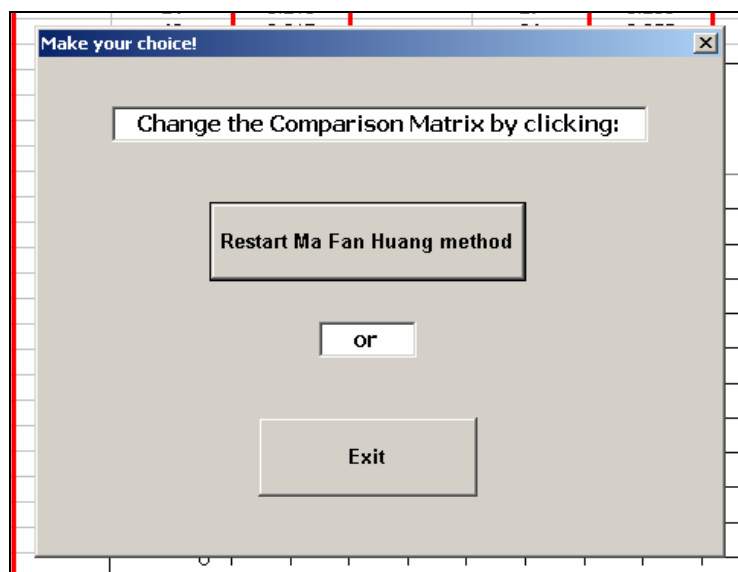 Make your choice!
Change the Comparison Matrix by clicking:
Restart Ma Fan Huang method
or
Exit